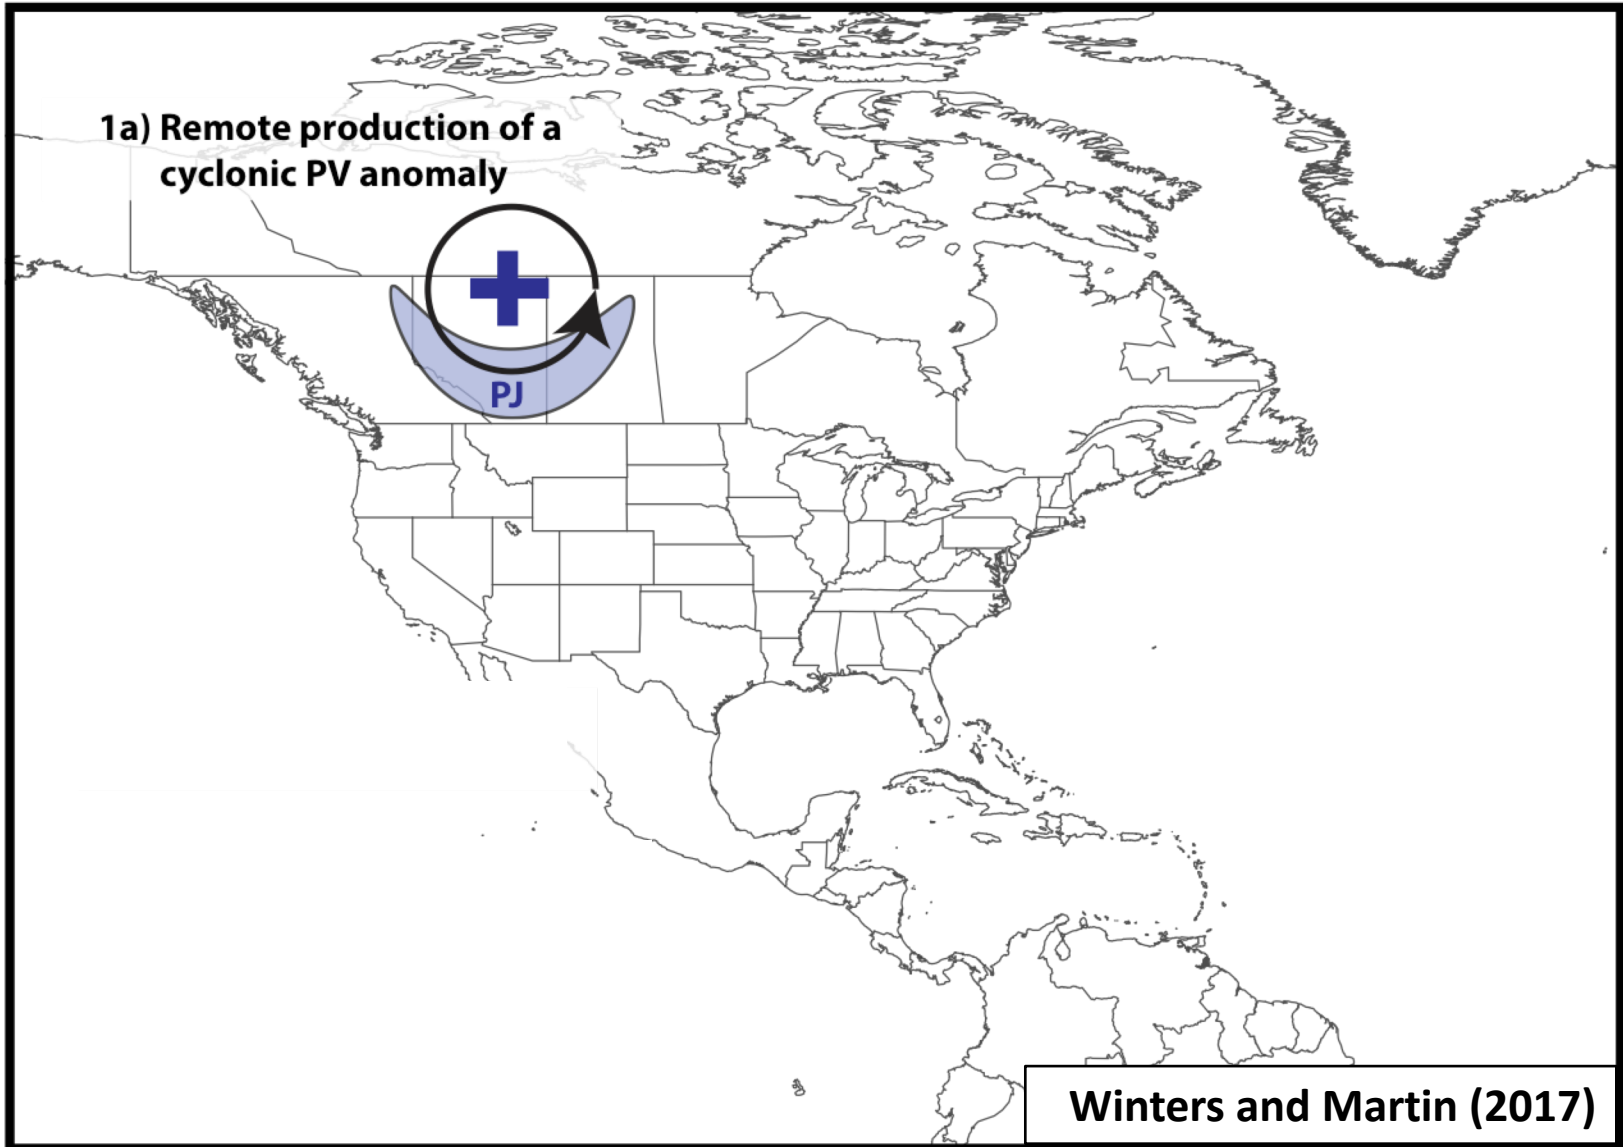 1a) Remote production of a
cyclonic PV anomaly
PJ
Winters and Martin (2017)